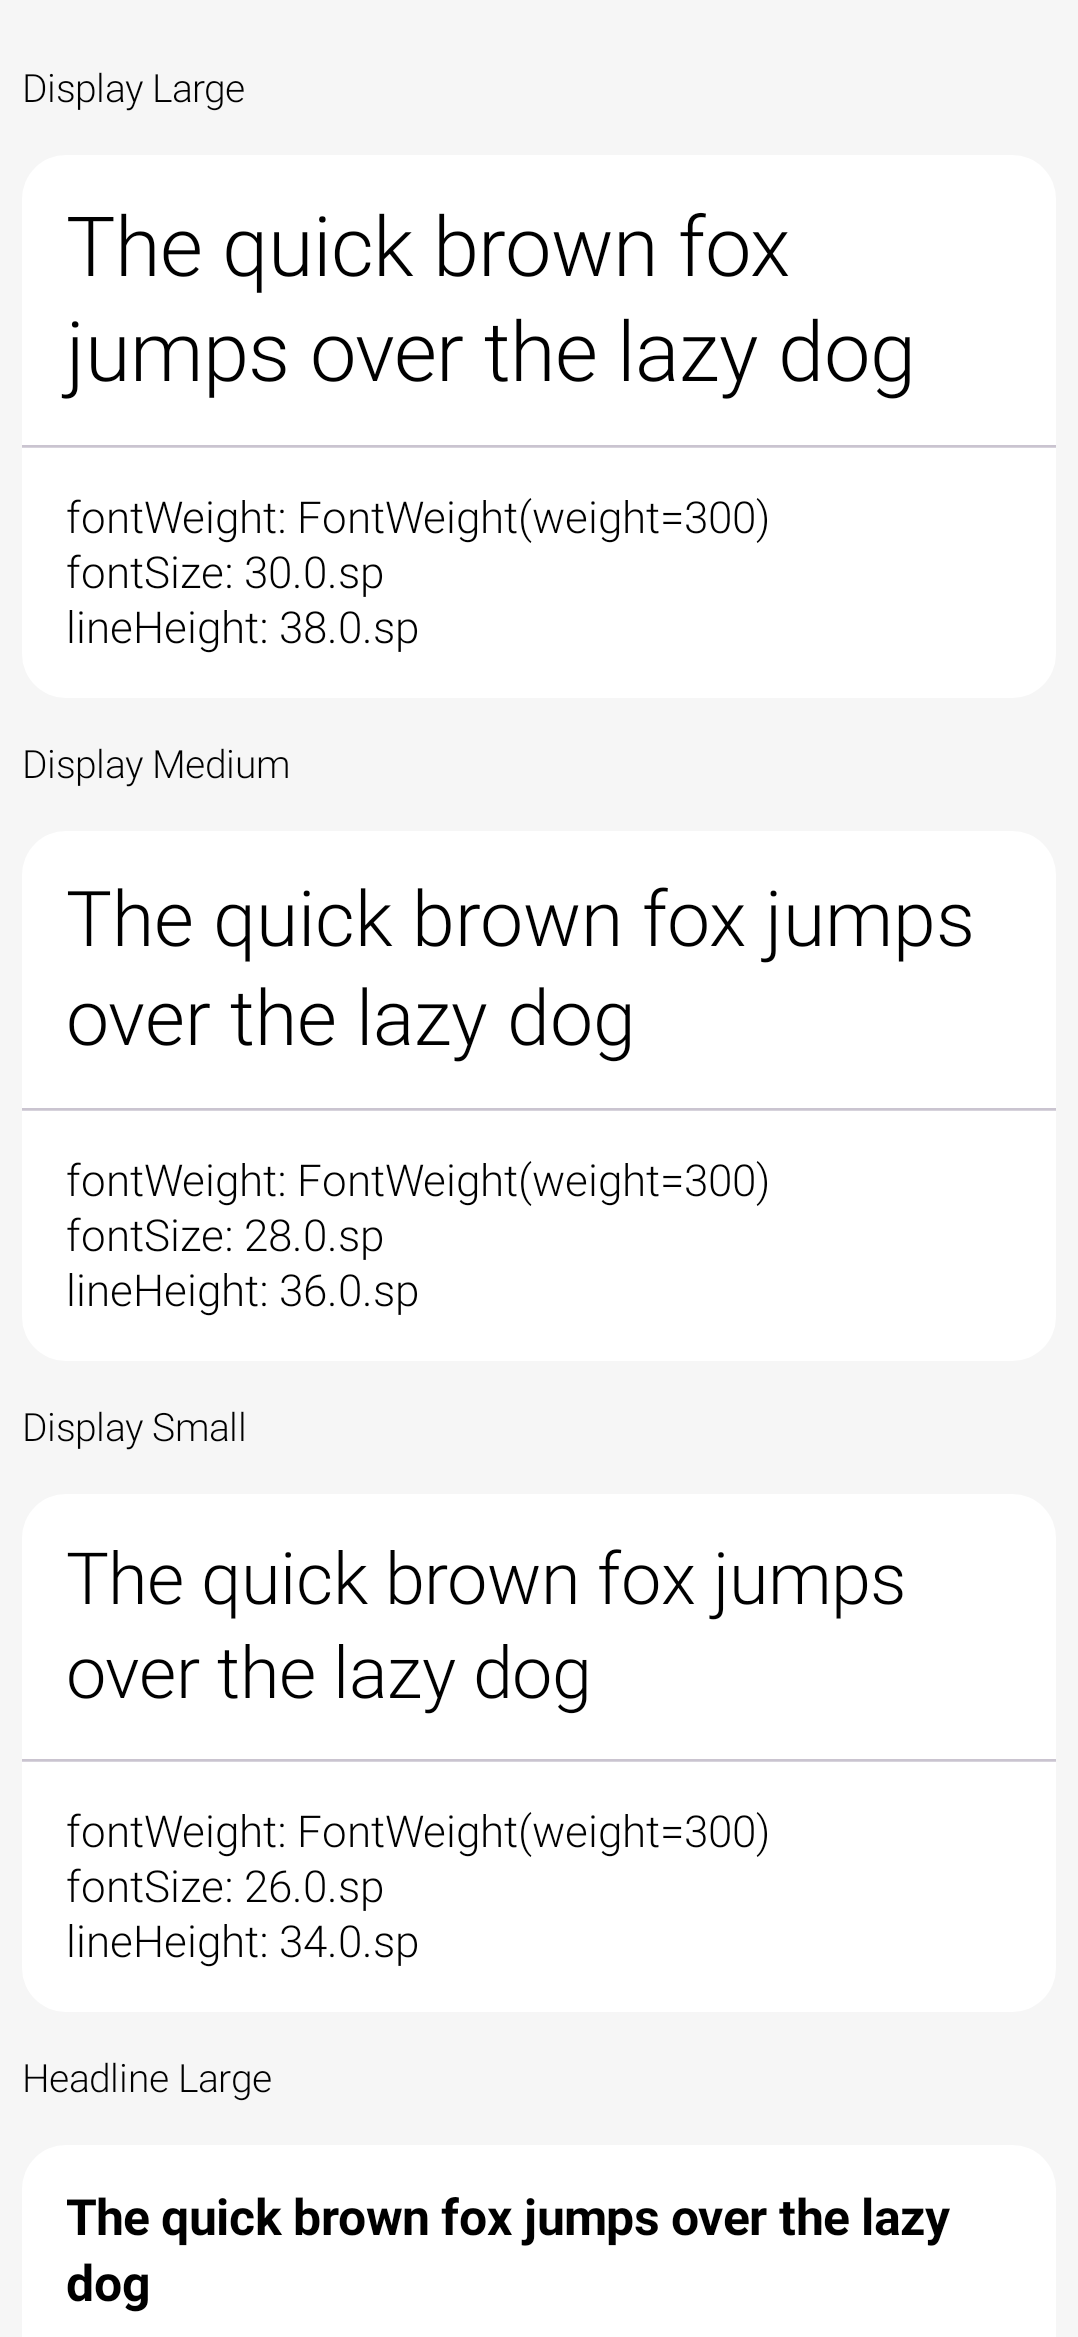 Display Large
The quick brown fox
jumps over the lazy dog
fontWeight: FontWeight(weight=300)
fontSize: 30.0.sp
lineHeight: 38.0.sp
Display Medium
The quick brown fox jumps
over the lazy dog
fontWeight: FontWeight(weight=300)
fontSize: 28.0.sp
lineHeight: 36.0.sp
Display Small
The quick brown fox jumps
over the lazy dog
fontWeight: FontWeight(weight=300)
fontSize: 26.0.sp
lineHeight: 34.0.sp
Headline Large
The quick brown fox jumps over the lazy
dog